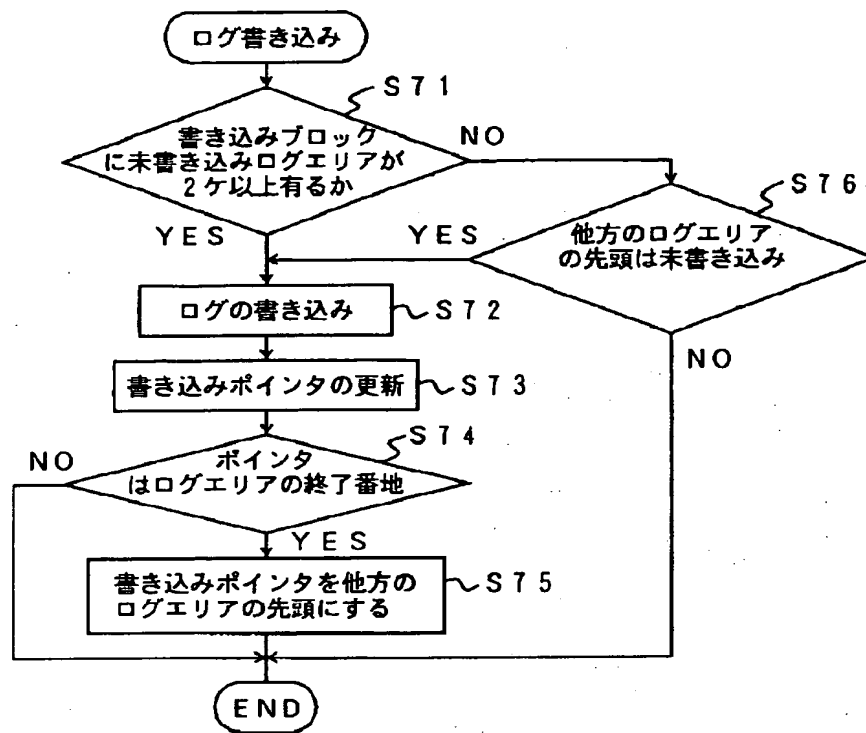 ログ書き込み
S71
書き込みブロック
に未書き込みログエリアが
2ケ以上有るか
NO
YES
S76
他方のログエリア
の先頭は未書き込み
YES
NO
ログの書き込み
S72
書き込みポインタの更新
S73
S74
ポインタ
はログエリアの終了番地
NO
YES
書き込みポインタを他方の
ログエリアの先頭にする
S75
END